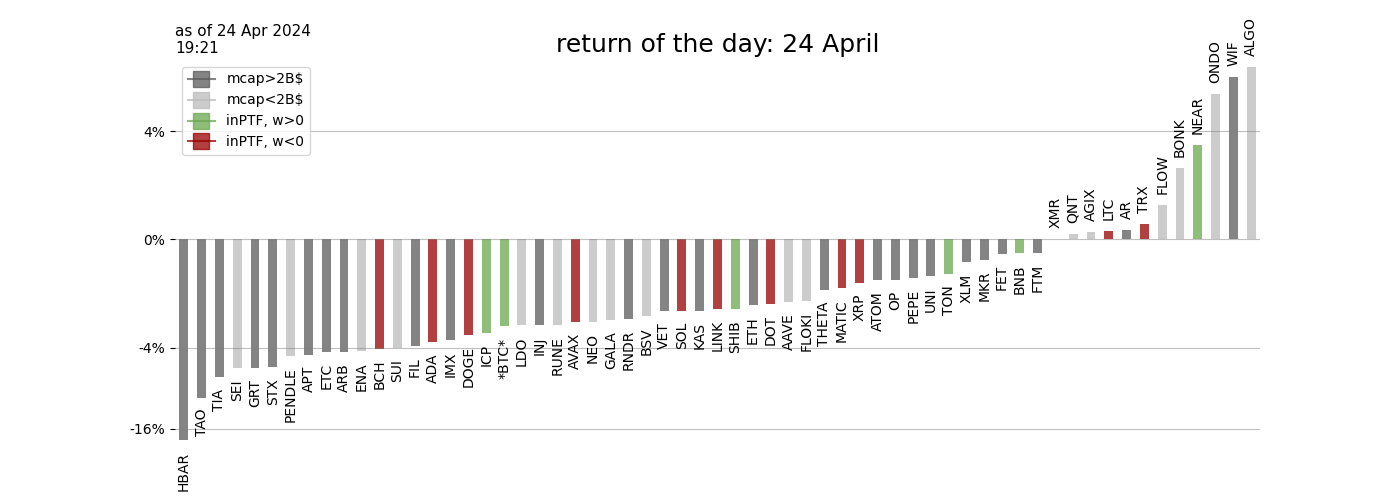 as of 24 Apr 2024
19:21
return of the day: 24 April
mcap>2B$
mcap<2B$
inPTF, w>0
inPTF, w<0
4%
0%
-4%
-16%
HBAR
TAO
TIA
SEI
GRT
STX
PENDLE
APT
ETC
ARB
ENA
BCH
SUI
FIL
ADA
IMX
DOGE
ICP
*BTC*
LDO
INJ
RUNE
AVAX
NEO
GALA
RNDR
BSV
VET
SOL
KAS
LINK
SHIB
ETH
DOT
AAVE
FLOKI
THETA
MATIC
XRP
ATOM
OP
PEPE
UNI
TON
XLM
MKR
FET
BNB
FTM
XMR
QNT
AGIX
LTC
AR
TRX
FLOW
BONK
NEAR
ONDO
WIF
ALGO